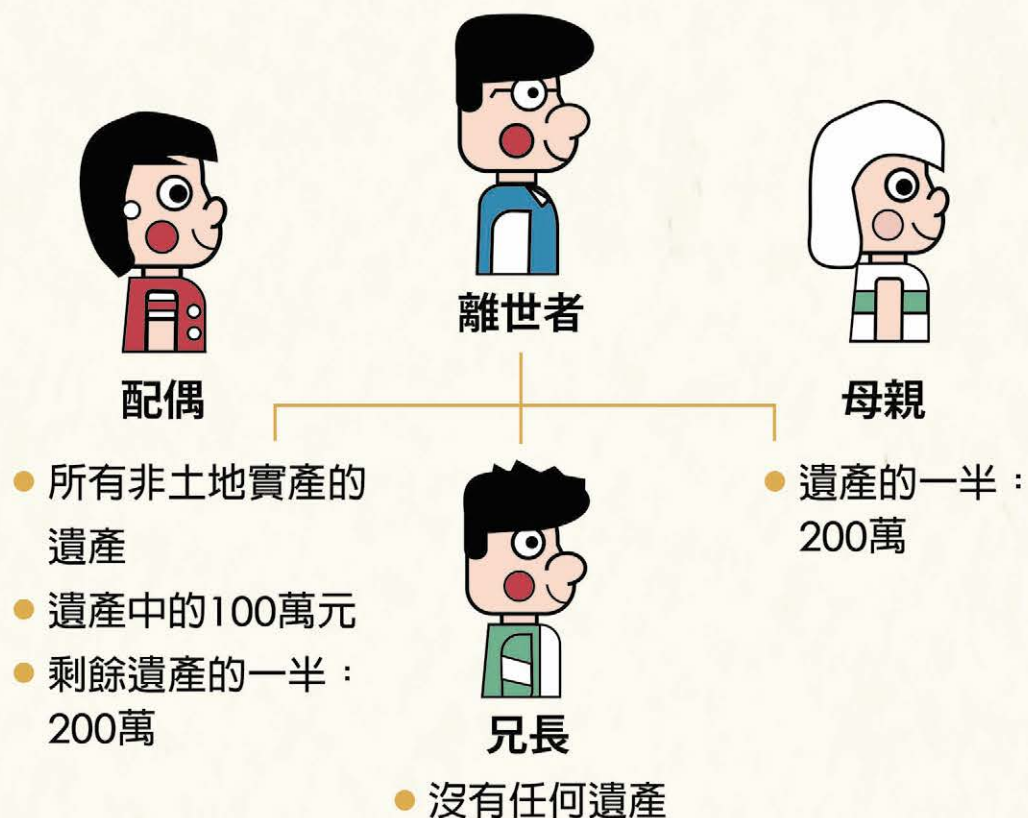 離世者
配偶
母親
● 所有非土地實產的
遺產
● 遺產中的100萬元
● 剩餘遺產的一半：
200萬
● 遺產的一半：
200萬
兄長
● 沒有任何遺產